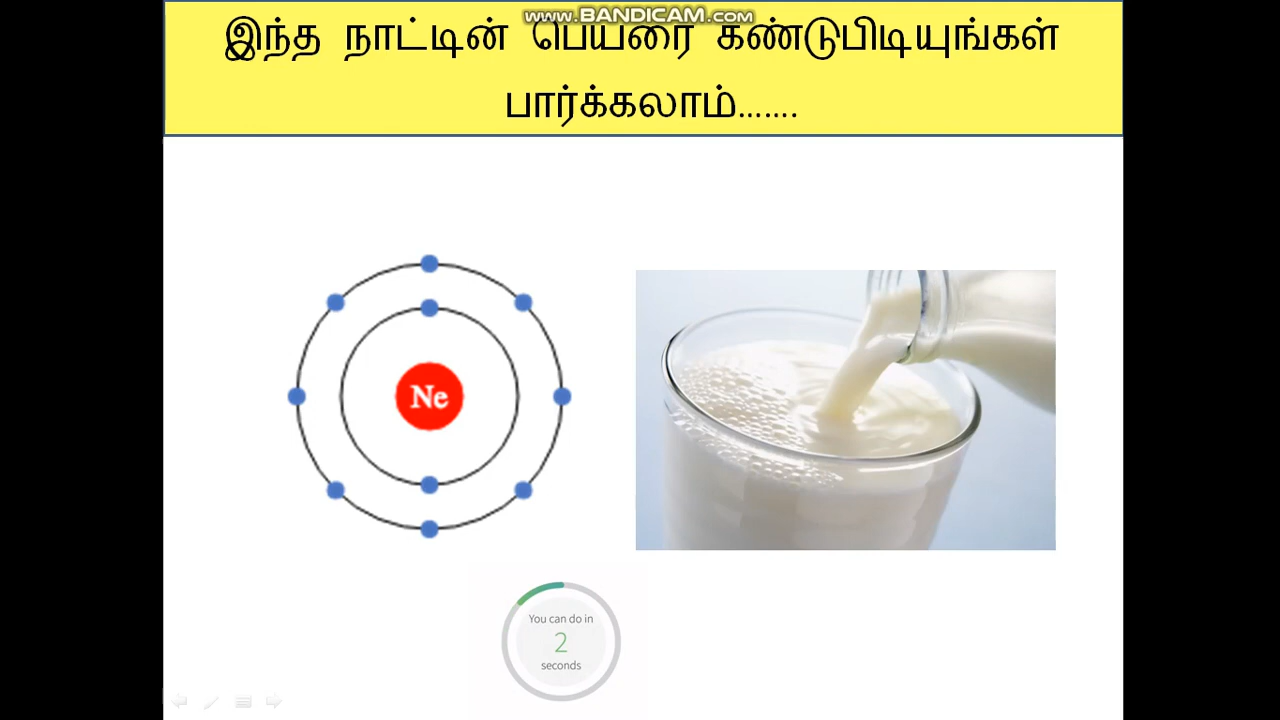 www.BANDICAM.com
இந்த நாட்டின் பெயரை கண்டுபிடியுங்கள்
பார்க்கலாம்.......
Ne
You can do in
2
seconds